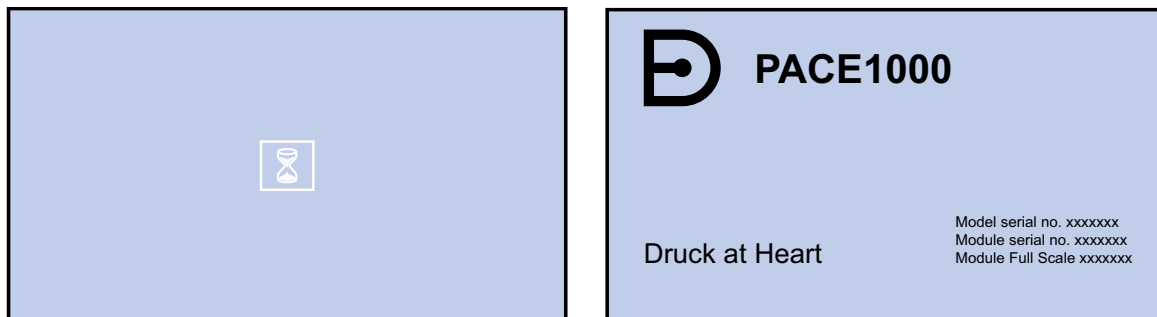 PACE1000
Druck at Heart
Model serial no. xxxxxxx
Module serial no. xxxxxxx
Module Full Scale xxxxxxx